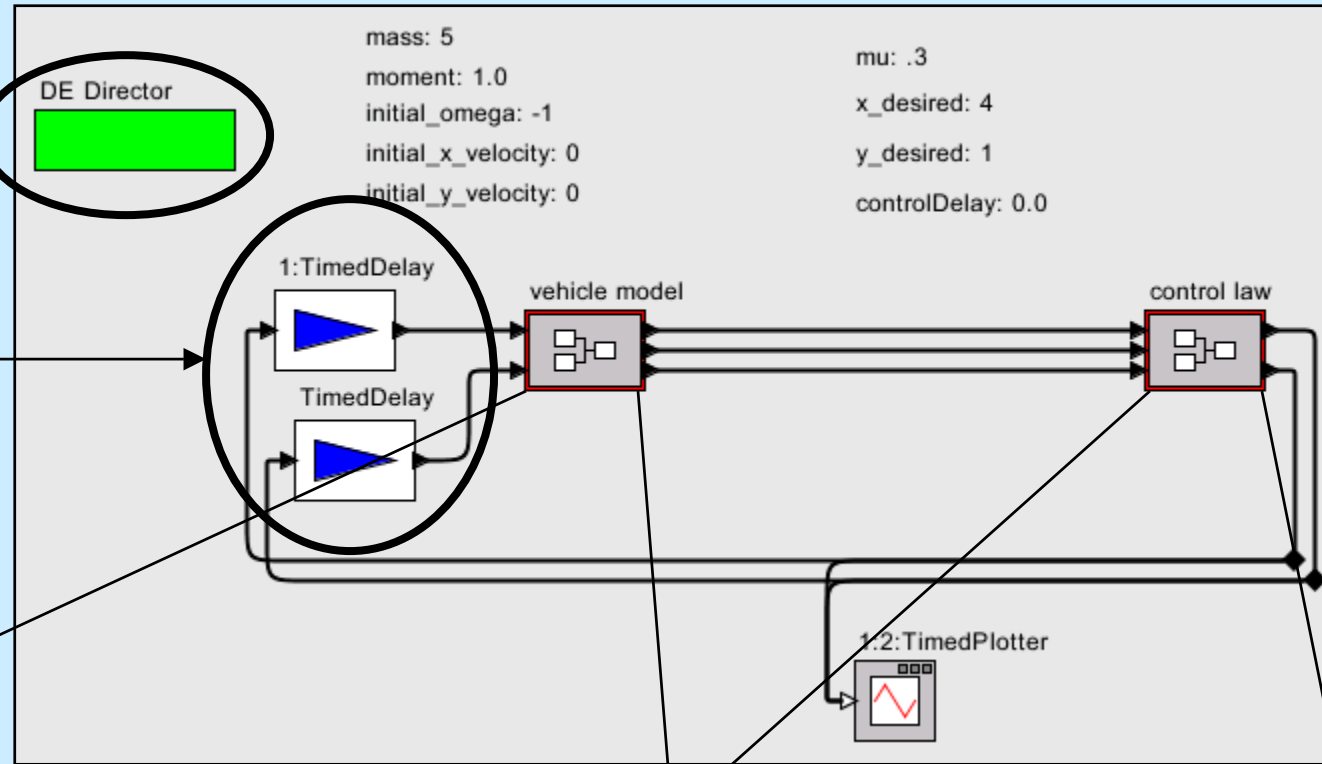 DE Director
mass: 5
moment: 1.0
initial_omega: -1
initial_x_velocity: 0
initial_y_velocity: 0
mu: .3
x_desired: 4
y_desired: 1
controlDelay: 0.0
1:TimedDelay
vehicle model
control law
TimedDelay
1:2:TimedPlotter